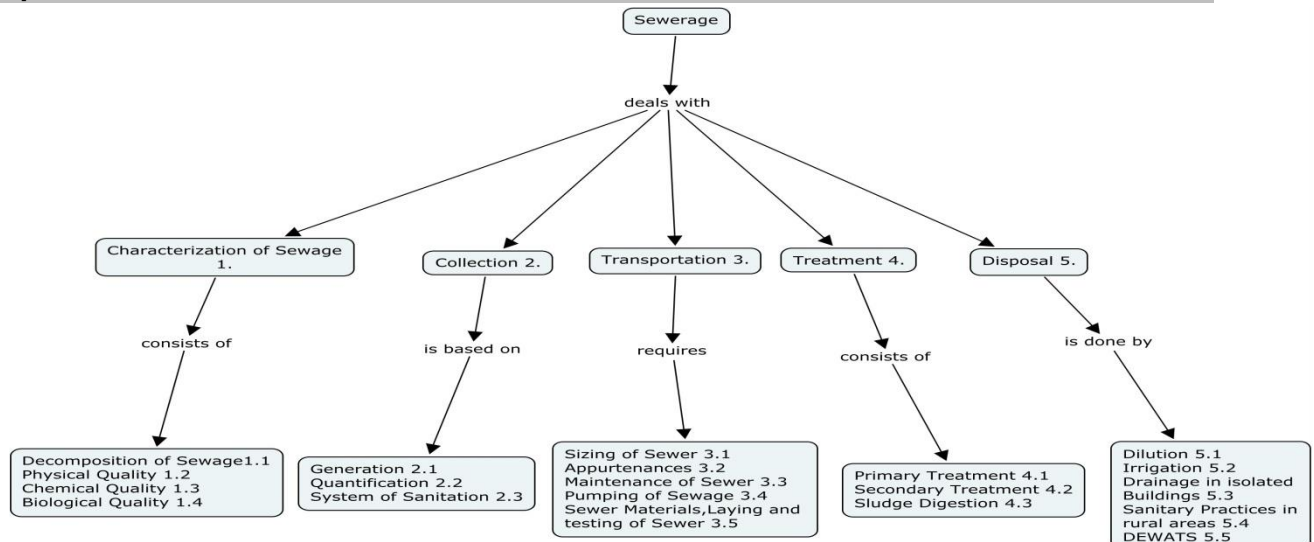 Sewerage
deals with
Characterization of Sewage
1.
Collection 2.
Transportation 3.
Treatment 4.
Disposal 5.
consists of
is based on
requires
consists of
is done by
Decomposition of Sewage1.1
Physical Quality 1.2
Chemical Quality 1.3
Biological Quality 1.4
Generation 2.1
Quantification 2.2
System of Sanitation 2.3
Sizing of Sewer 3.1
Appurtenances 3.2
Maintenance of Sewer 3.3
Pumping of Sewage 3.4
Sewer Materials,Laying and
testing of Sewer 3.5
Primary Treatment 4.1
Secondary Treatment 4.2
Sludge Digestion 4.3
Dilution 5.1
Irrigation 5.2
Drainage in isolated
Buildings 5.3
Sanitary Practices in
rural areas 5.4
DEWATS 5.5